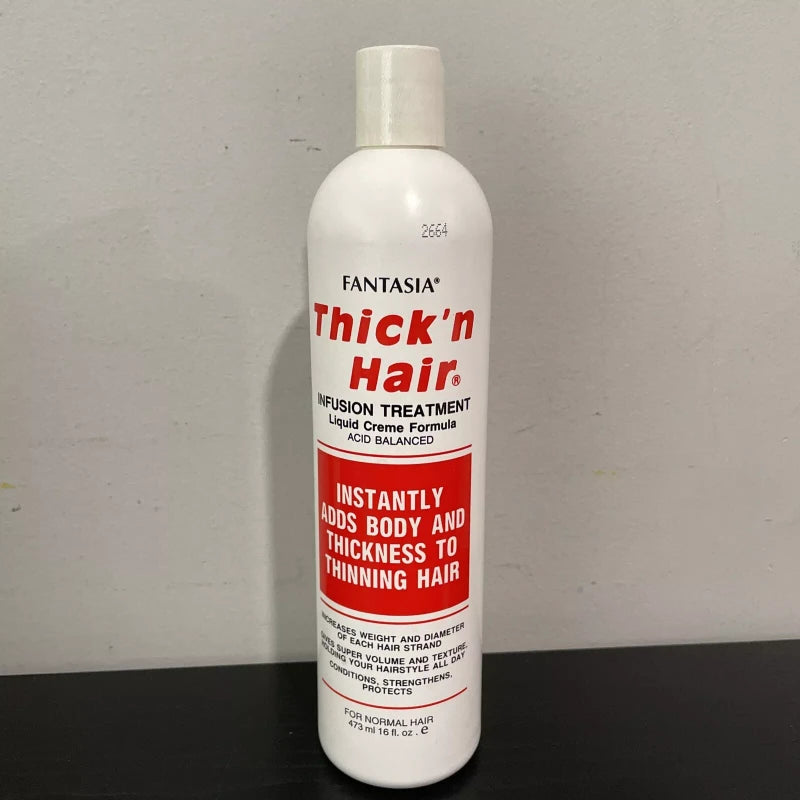 2664
FANTASIA®
Thick'n
Hair®
INFUSION TREATMENT
Liquid Creme Formula
ACID BALANCED
INSTANTLY
ADDS BODY AND
THICKNESS TO
THINNING HAIR
INCREASES WEIGHT AND DIAMETER
OF EACH HAIR STRAND
GIVES SUPER VOLUME AND TEXTURE,
HOLDING YOUR HAIRSTYLE ALL DAY
CONDITIONS, STRENGTHENS,
PROTECTS
FOR NORMAL HAIR
473 ml 16 fl. oz. ℮